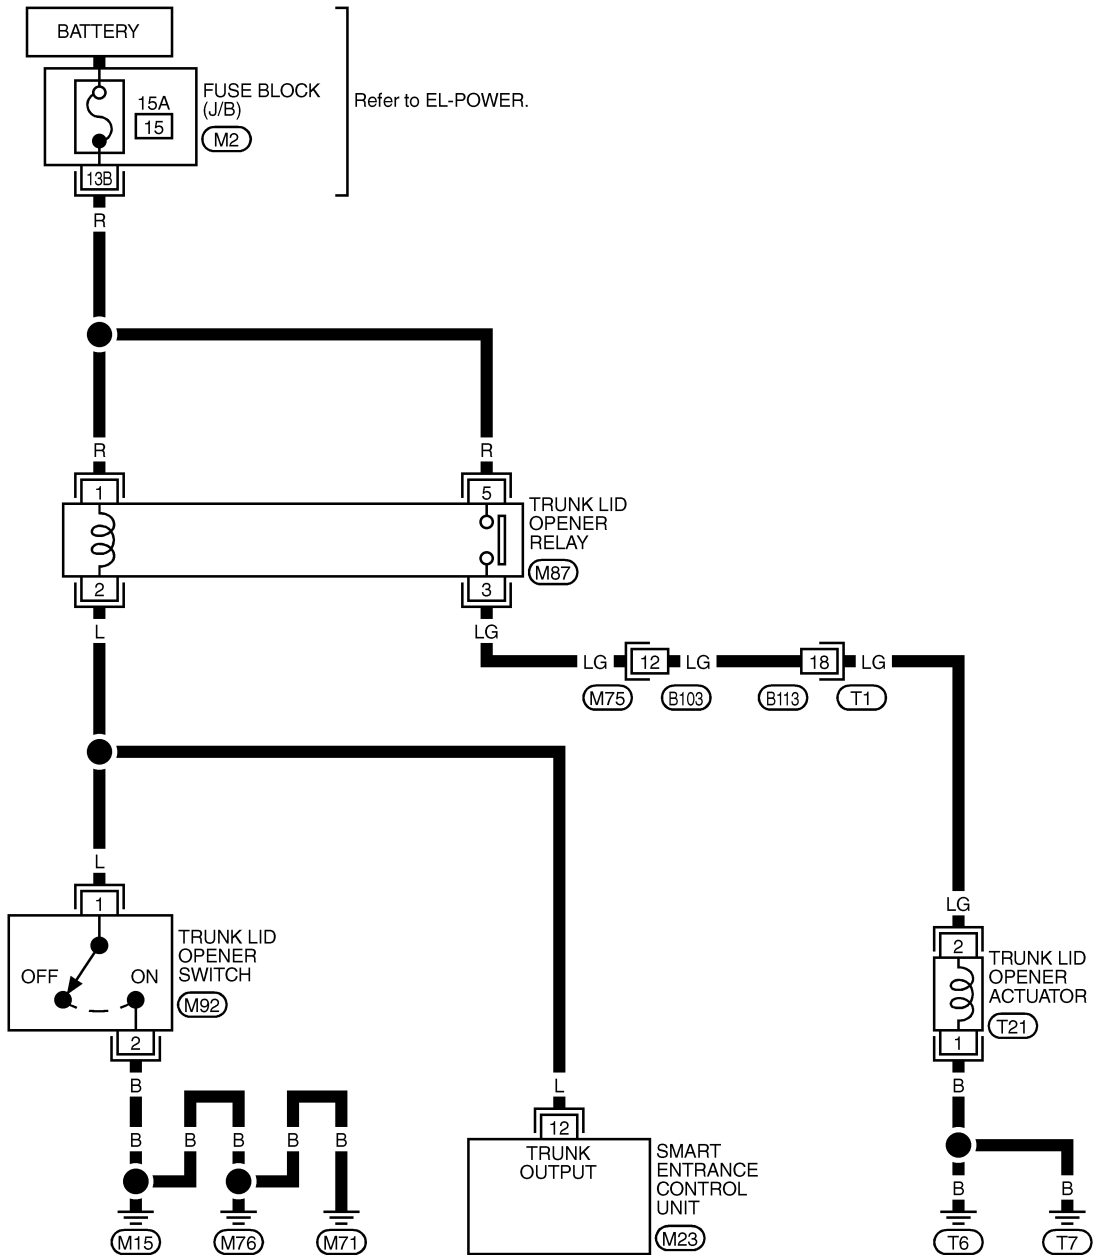 BATTERY
15A
15
FUSE BLOCK
(J/B)
M2
Refer to EL-POWER.
13B
R
R
R
1
5
TRUNK LID
OPENER
RELAY
M87
2
3
L
LG
LG
12
LG
18
LG
M75
B103
B113
T1
L
1
LG
2
TRUNK LID
OPENER
SWITCH
M92
OFF
ON
TRUNK LID
OPENER
ACTUATOR
T21
2
1
B
L
B
B
B
B
B
B
12
TRUNK
OUTPUT
SMART
ENTRANCE
CONTROL
UNIT
M23
B
B
M15
M76
M71
T6
T7